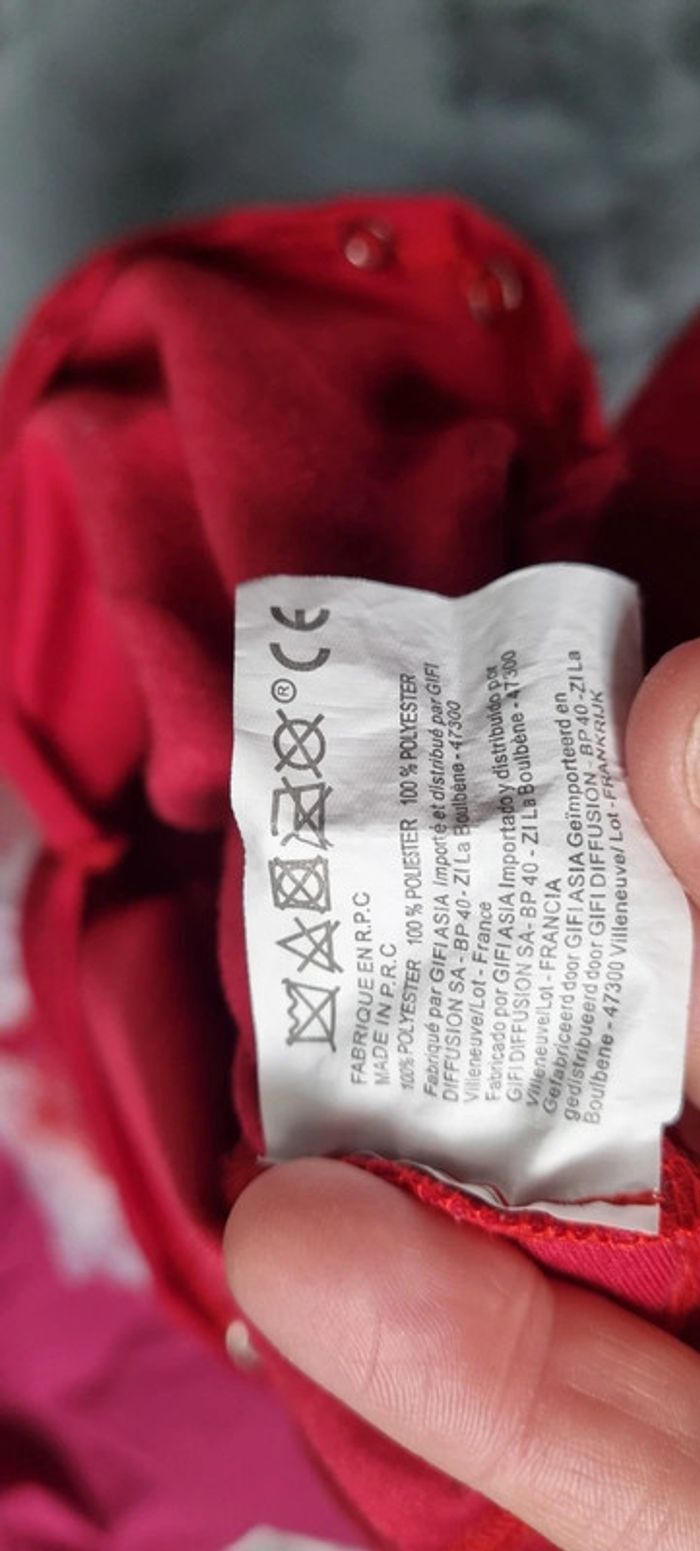 ® CE
FABRIQUE EN R.P.C
MADE IN P.R.C
100% POLYESTER 100 % POLIESTER 100 % POLYESTER
Fabriqué par GIFI ASIA Importé et distribué par GIFI
DIFFUSION SA - BP 40 - ZI La Boulbène - 47300
Villeneuve/Lot - France
Fabricado por GIFI ASIA Importado y distribuido por
GIFI DIFFUSION SA- BP 40 - ZI La Boulbène - 47300
Villeneuve/Lot - FRANCIA
Gefabriceerd door GIFI ASIA Geïmporteerd en
gedistribueerd door GIFI DIFFUSION - BP 40 -ZI La
Boulbene - 47300 Villeneuve/ Lot - FRANKRIJK